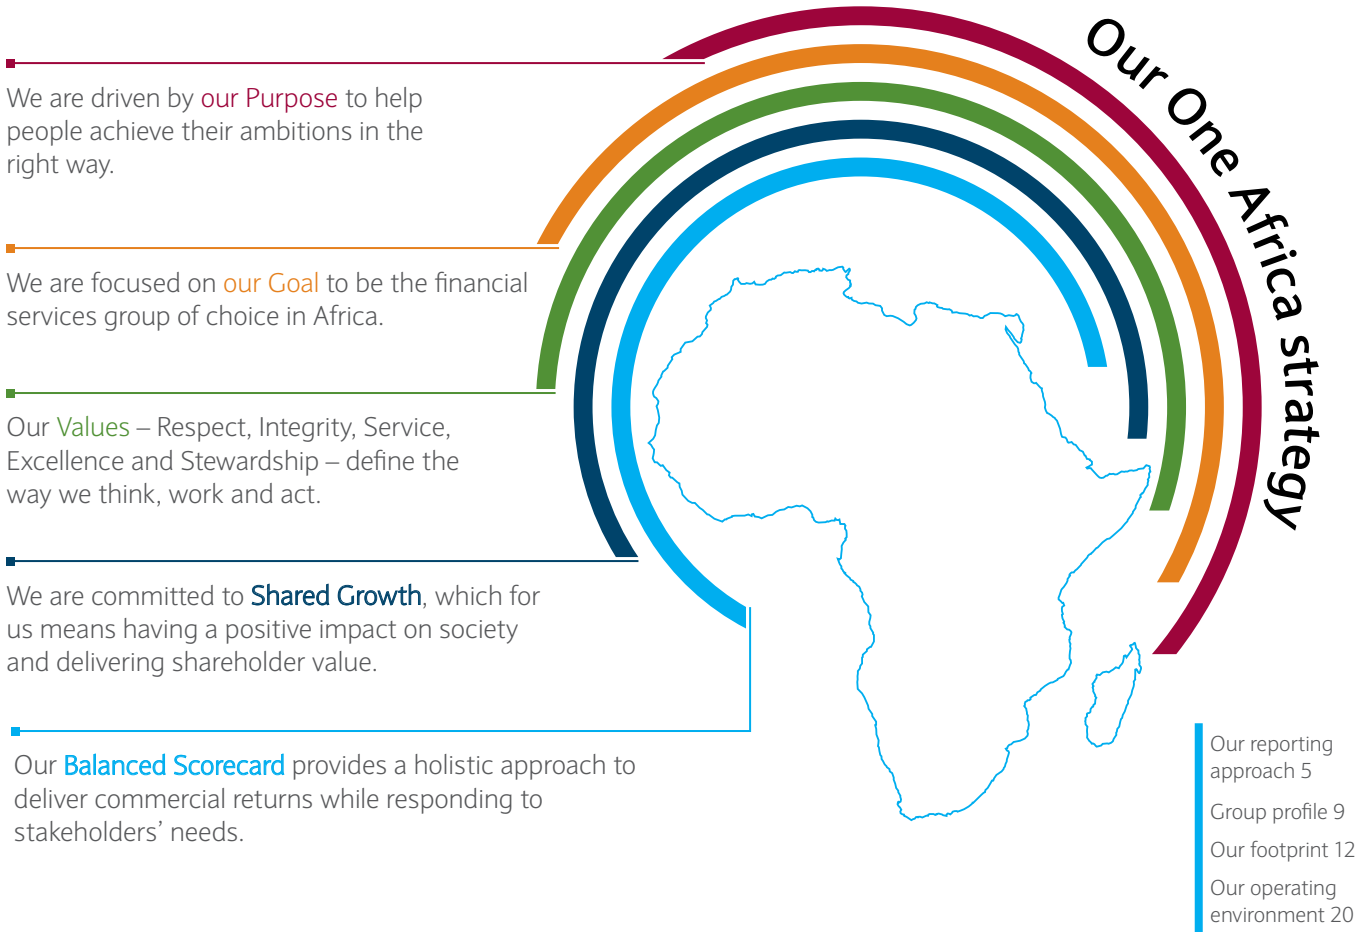 Our One Africa strategy
We are driven by our Purpose to help
people achieve their ambitions in the
right way.
We are focused on our Goal to be the financial
services group of choice in Africa.
Our Values – Respect, Integrity, Service,
Excellence and Stewardship – define the
way we think, work and act.
We are committed to Shared Growth, which for
us means having a positive impact on society
and delivering shareholder value.
Our Balanced Scorecard provides a holistic approach to
deliver commercial returns while responding to
stakeholders’ needs.
Our reporting
approach 5
Group profile 9
Our footprint 12
Our operating
environment 20